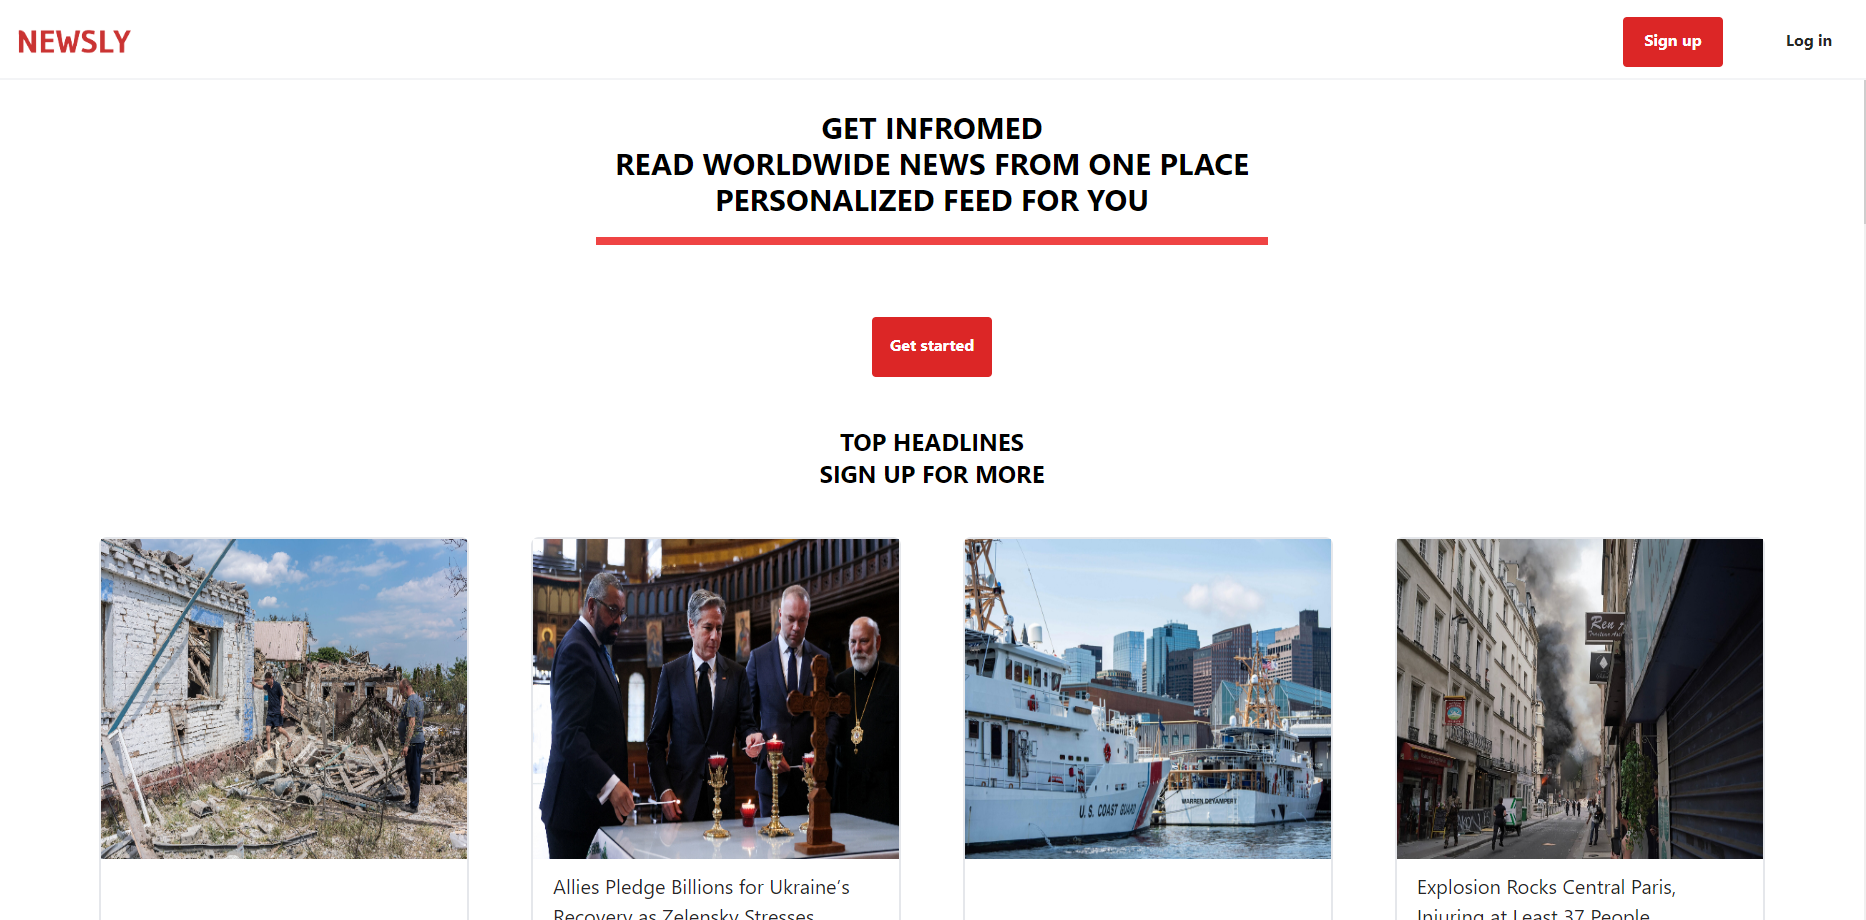 NEWSLY
Sign up
Log in
GET INFROMED
READ WORLDWIDE NEWS FROM ONE PLACE
PERSONALIZED FEED FOR YOU
Get started
TOP HEADLINES
SIGN UP FOR MORE
U.S. COAST GUARD
WARREN DEYAMPERT
Ren
Allies Pledge Billions for Ukraine’s
Recovery as Zelensky Stresses
Explosion Rocks Central Paris,
Injuring at Least 37 People